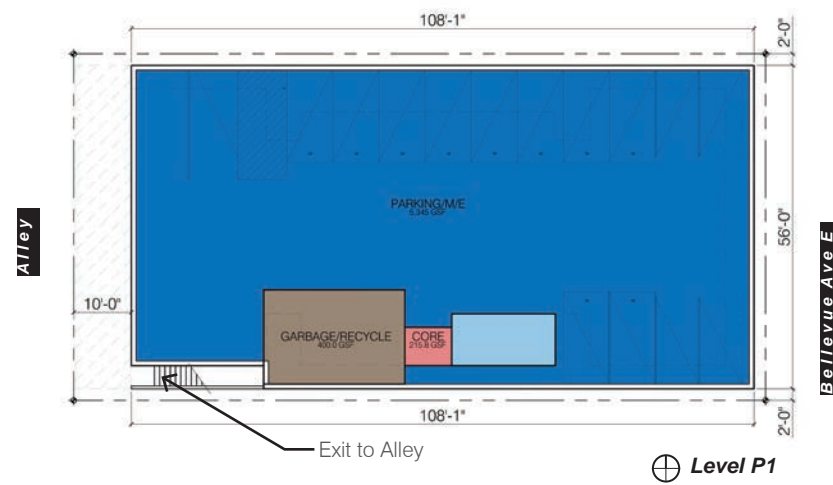 108'-1"
2'-0"
PARKING/M/E
5,345 GSF
56'-0"
Alley
Bellevue Ave E
10'-0"
GARBAGE/RECYCLE
400.0 GSF
CORE
215.8 GSF
108'-1"
2'-0"
Exit to Alley
Level P1